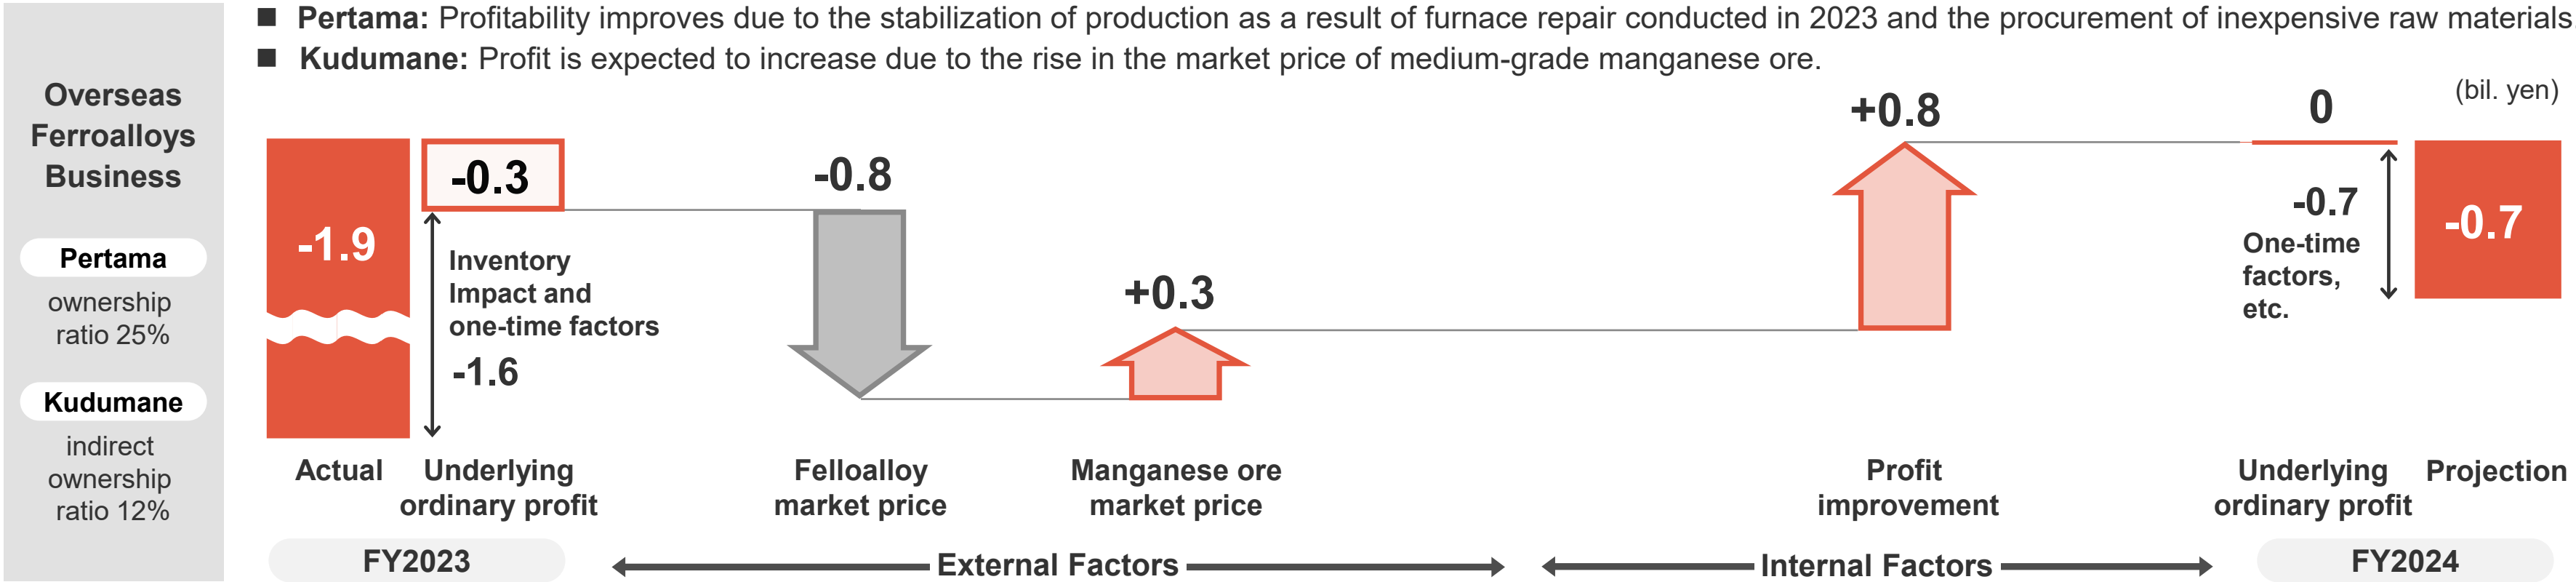 Overseas
Ferroalloys
Business
Pertama
ownership
ratio 25%
Kudumane
indirect
ownership
ratio 12%
■ Pertama: Profitability improves due to the stabilization of production as a result of furnace repair conducted in 2023 and the procurement of inexpensive raw materials
■ Kudumane: Profit is expected to increase due to the rise in the market price of medium-grade manganese ore.
(bil. yen)
-1.9
-0.3
Inventory
Impact and
one-time factors
-1.6
-0.8
+0.3
+0.8
0
-0.7
One-time
factors,
etc.
-0.7
Actual
Underlying
ordinary profit
Felloalloy
market price
Manganese ore
market price
Profit
improvement
Underlying
ordinary profit
Projection
FY2023
External Factors
Internal Factors
FY2024